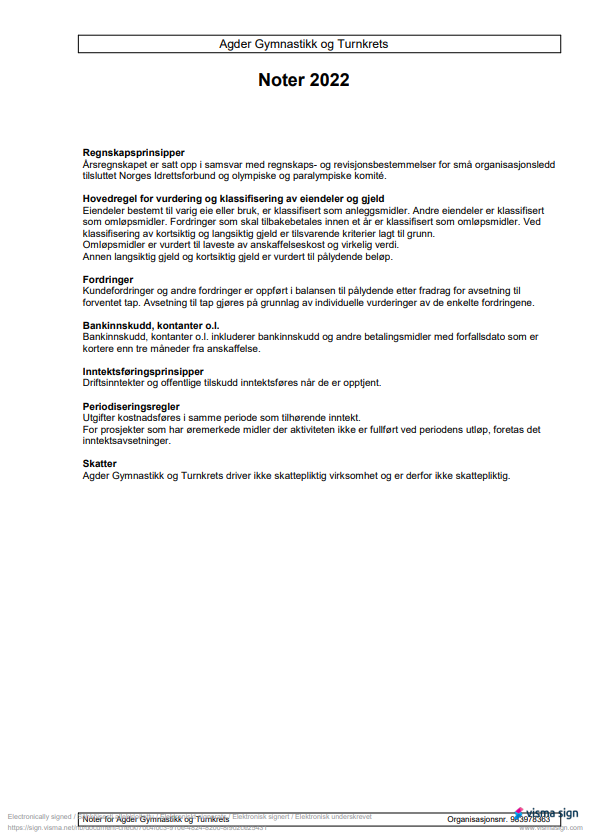 Agder Gymnastikk og Turnkrets
Noter 2022
Regnskapsprinsipper
Årsregnskapet er satt opp i samsvar med regnskaps- og revisjonsbestemmelser for små organisasjonsledd
tilsluttet Norges Idrettsforbund og olympiske og paralympiske komité.
Hovedregel for vurdering og klassifisering av eiendeler og gjeld
Eiendeler bestemt til varig eie eller bruk, er klassifisert som anleggsmidler. Andre eiendeler er klassifisert
som omløpsmidler. Fordringer som skal tilbakebetales innen et år er klassifisert som omløpsmidler. Ved
klassifisering av kortsiktig og langsiktig gjeld er tilsvarende kriterier lagt til grunn.
Omløpsmidler er vurdert til laveste av anskaffelseskost og virkelig verdi.
Annen langsiktig gjeld og kortsiktig gjeld er vurdert til pålydende beløp.
Fordringer
Kundefordringer og andre fordringer er oppført i balansen til pålydende etter fradrag for avsetning til
forventet tap. Avsetning til tap gjøres på grunnlag av individuelle vurderinger av de enkelte fordringene.
Bankinnskudd, kontanter o.l.
Bankinnskudd, kontanter o.l. inkluderer bankinnskudd og andre betalingsmidler med forfallsdato som er
kortere enn tre måneder fra anskaffelse.
Inntektsføringsprinsipper
Driftsinntekter og offentlige tilskudd inntektsføres når de er opptjent.
Periodiseringsregler
Utgifter kostnadsføres i samme periode som tilhørende inntekt.
For prosjekter som har øremerkede midler der aktiviteten ikke er fullført ved periodens utløp, foretas det
inntektsavsetninger.
Skatter
Agder Gymnastikk og Turnkrets driver ikke skattepliktig virksomhet og er derfor ikke skattepliktig.
visma sign
Electronically signed / Elektronisk signert / Elektronisk underskrevet
Noter for Agder Gymnastikk og Turnkrets Organisasjonsnr. 983978363
www.vismasign.com